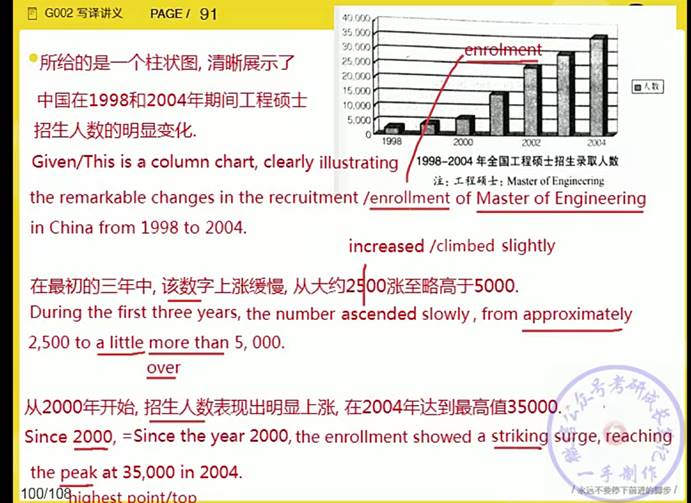 G002 写译讲义 PAGE / 91
40,000
35,000
30,000
25,000
20,000
15,000
10,000
5,000
0
1998 2000 2002 2004
人数
enrolment
1998-2004 年全国工程硕士招生录取人数
注: 工程硕士: Master of Engineering
所给的是一个柱状图, 清晰展示了
中国在1998和2004年期间工程硕士
招生人数的明显变化.
Given/This is a column chart, clearly illustrating
the remarkable changes in the recruitment /enrollment of Master of Engineering
in China from 1998 to 2004.
increased /climbed slightly
在最初的三年中, 该数字上涨缓慢, 从大约2500涨至略高于5000.
During the first three years, the number ascended slowly , from approximately
2,500 to a little more than 5, 000.
over
从2000年开始, 招生人数表现出明显上涨, 在2004年达到最高值35000.
Since 2000, =Since the year 2000, the enrollment showed a striking surge, reaching
the peak at 35,000 in 2004.
highest point/top
100/108
一手制作
/ 永远不要停下前进的脚步 /